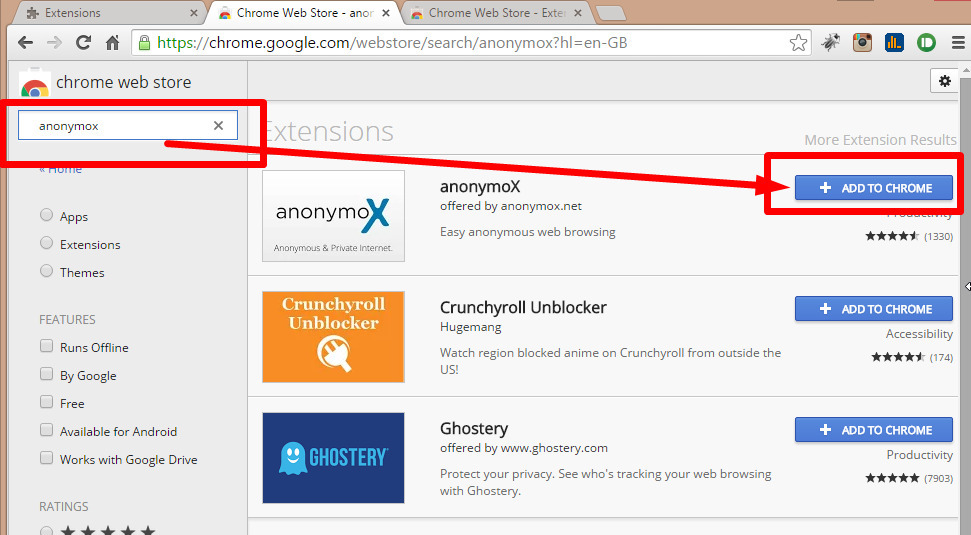 Extensions
Chrome Web Store - anon
Chrome Web Store - Exte
https://chrome.google.com/webstore/search/anonymox?hl=en-GB
chrome web store
anonymox
« Home
Apps
Extensions
Themes
FEATURES
Runs Offline
By Google
Free
Available for Android
Works with Google Drive
RATINGS
Extensions
More Extension Results
anonymoX
Anonymous & Private Internet.
anonymoX
offered by anonymox.net
Easy anonymous web browsing
ADD TO CHROME
Productivity
(1330)
Crunchyroll
Unblocker
Crunchyroll Unblocker
Hugemang
Watch region blocked anime on Crunchyroll from outside the
US!
ADD TO CHROME
Accessibility
(174)
GHOSTERY
Ghostery
offered by www.ghostery.com
Protect your privacy. See who's tracking your web browsing
with Ghostery.
ADD TO CHROME
Productivity
(7903)